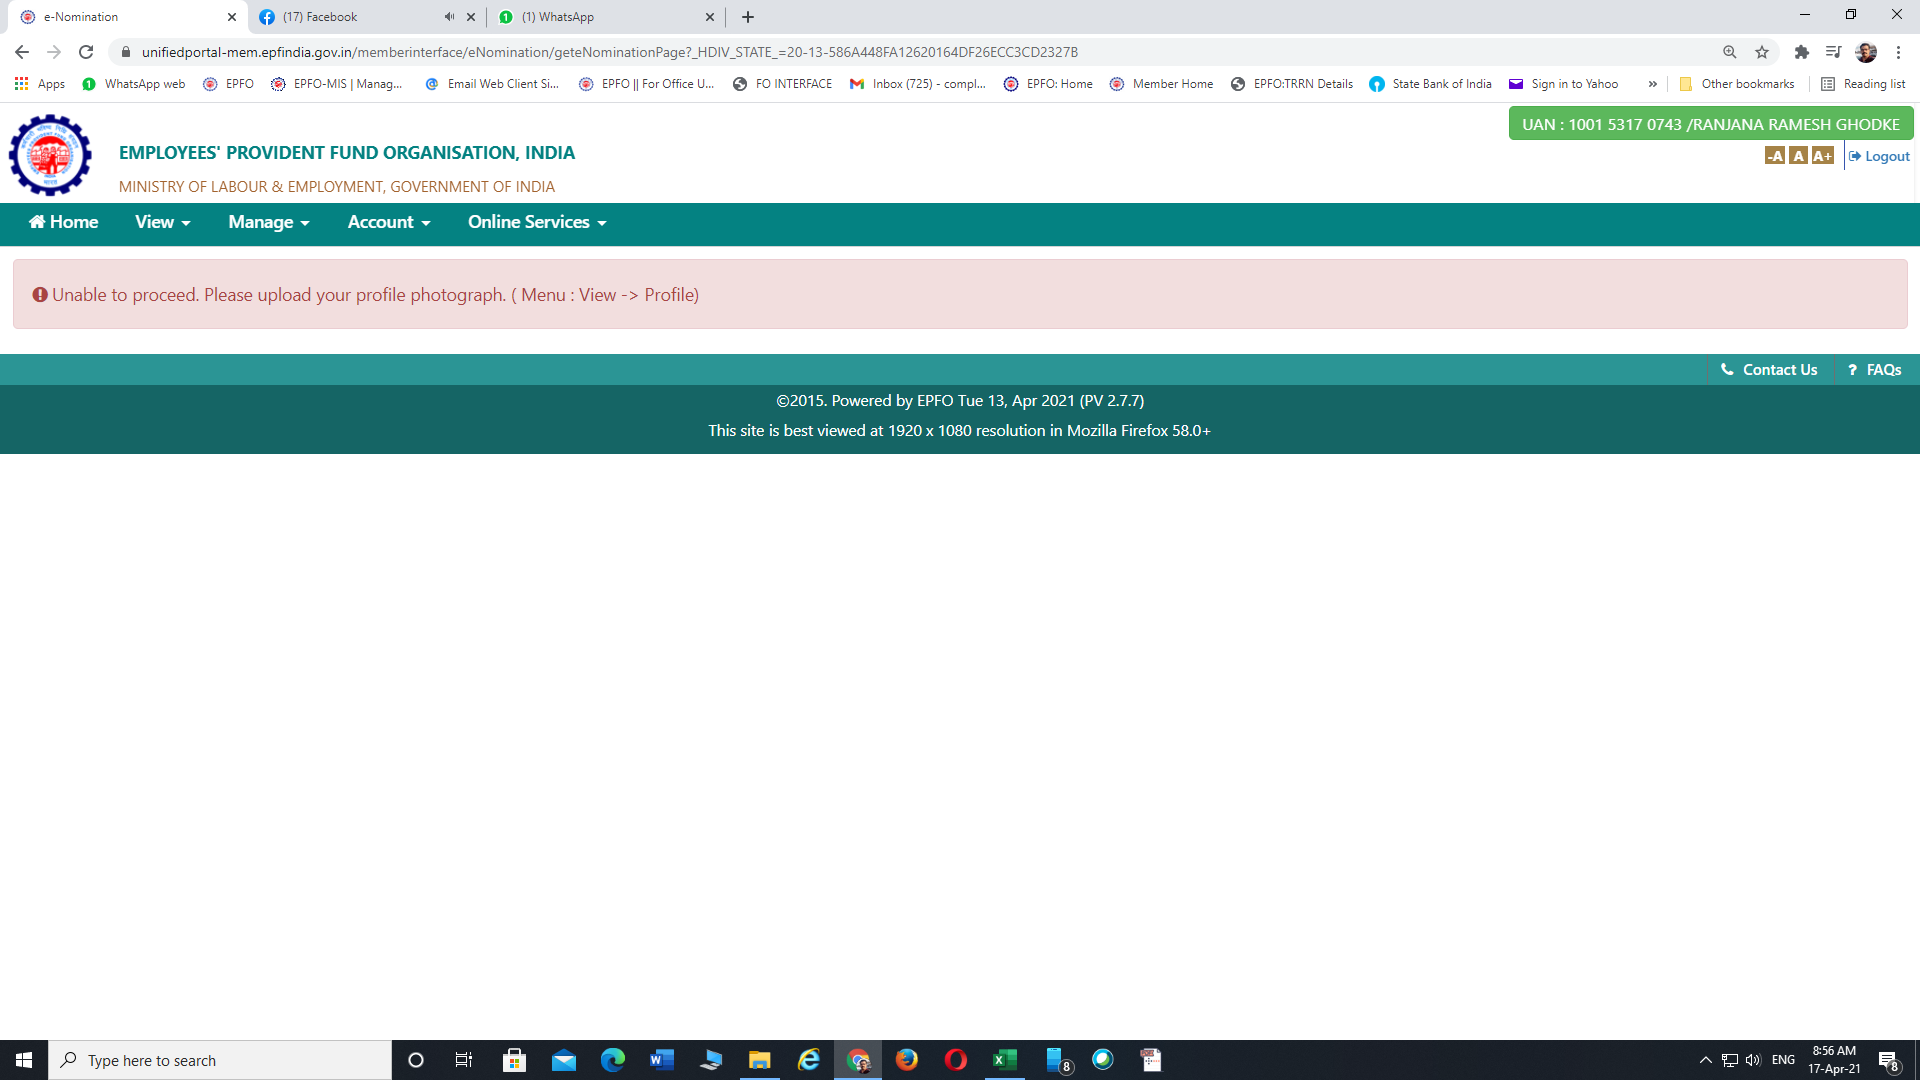 e-Nomination
(17) Facebook
(1) WhatsApp
unifiedportal-mem.epfindia.gov.in/memberinterface/eNomination/geteNominationPage?_HDIV_STATE_=20-13-586A448FA12620164DF26ECC3CD2327B
Apps WhatsApp web EPFO EPFO-MIS | Manag... Email Web Client Si... EPFO || For Office U... FO INTERFACE Inbox (725) - compl... EPFO: Home Member Home EPFO:TRRN Details State Bank of India Sign in to Yahoo » Other bookmarks Reading list
UAN : 1001 5317 0743 /RANJANA RAMESH GHODKE
EMPLOYEES' PROVIDENT FUND ORGANISATION, INDIA
-A A A+ Logout
MINISTRY OF LABOUR & EMPLOYMENT, GOVERNMENT OF INDIA
Home View Manage Account Online Services
Unable to proceed. Please upload your profile photograph. ( Menu : View -> Profile)
Contact Us ? FAQs
©2015. Powered by EPFO Tue 13, Apr 2021 (PV 2.7.7)
This site is best viewed at 1920 x 1080 resolution in Mozilla Firefox 58.0+
Type here to search
8
ENG
8:56 AM
17-Apr-21
8